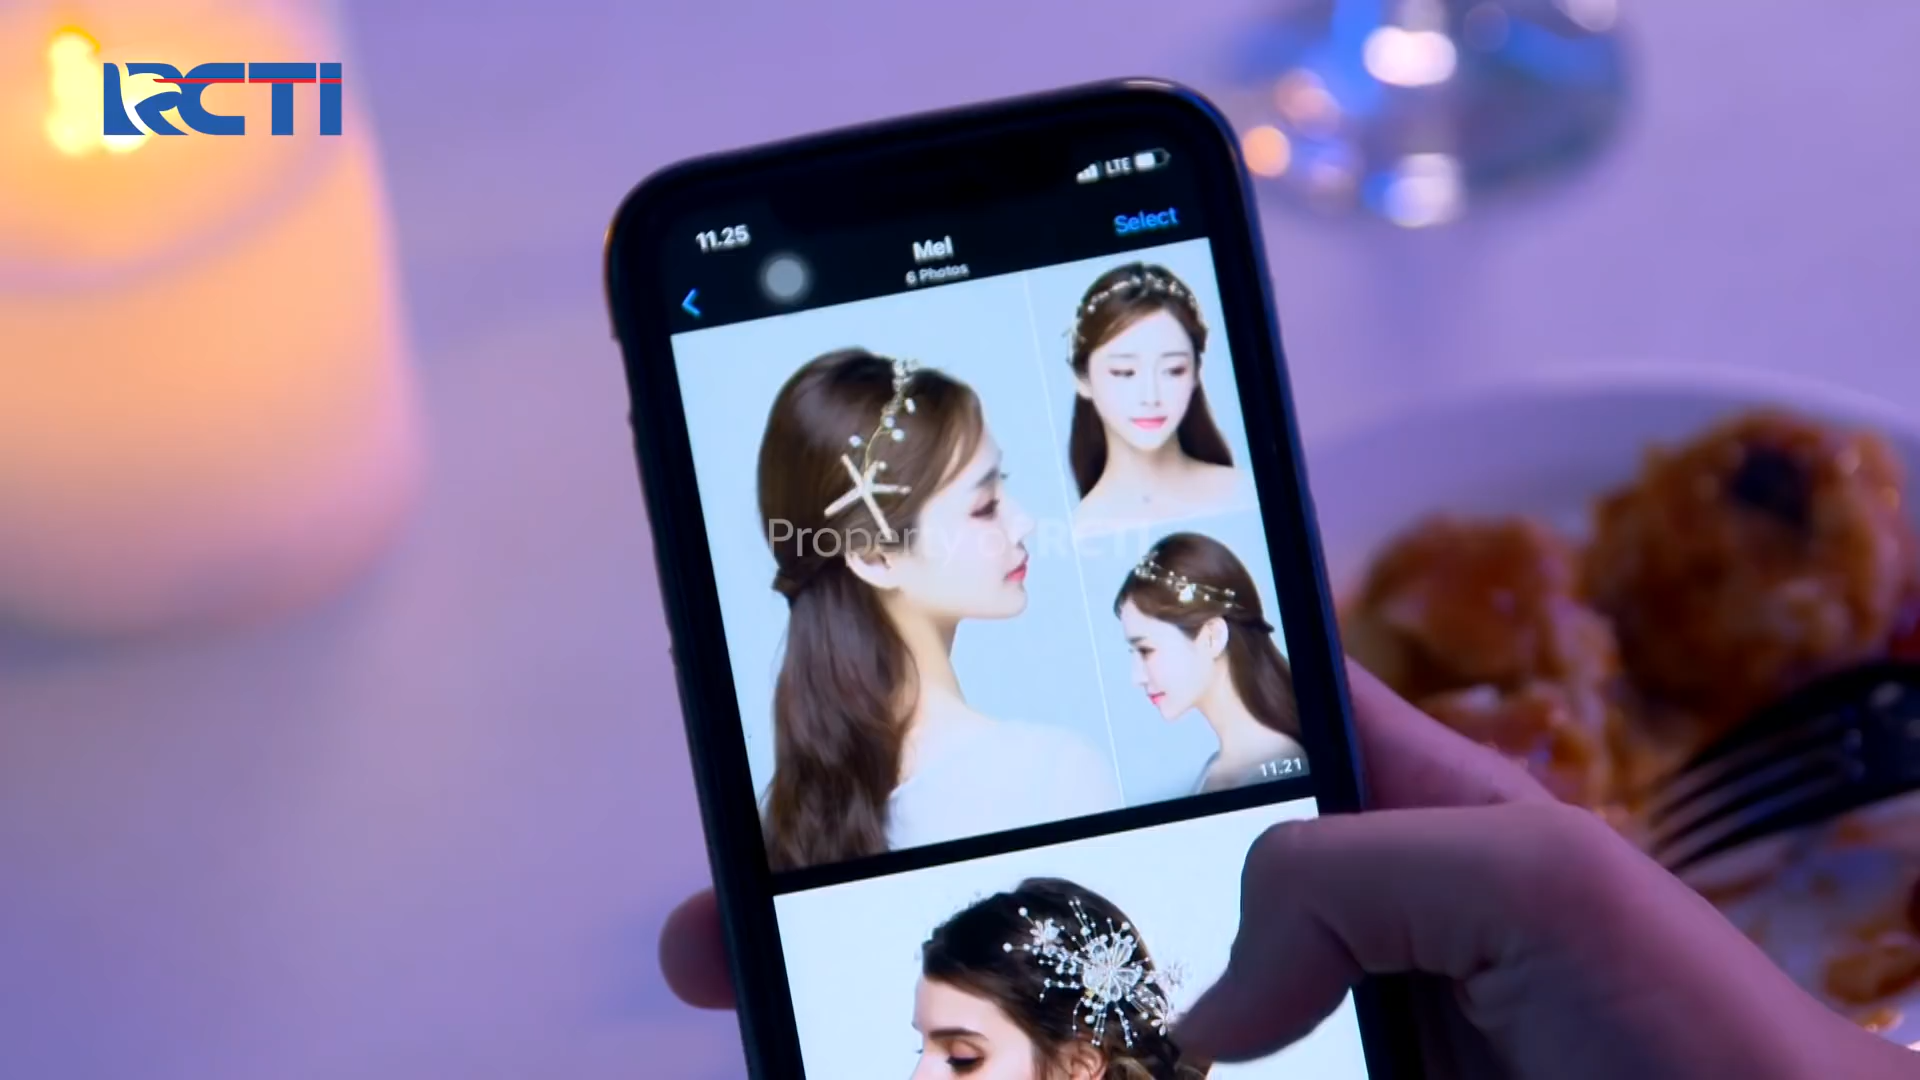 RCTI
LTE
11.25
Select
Mel
6 Photos
Property of RCTI
11.21